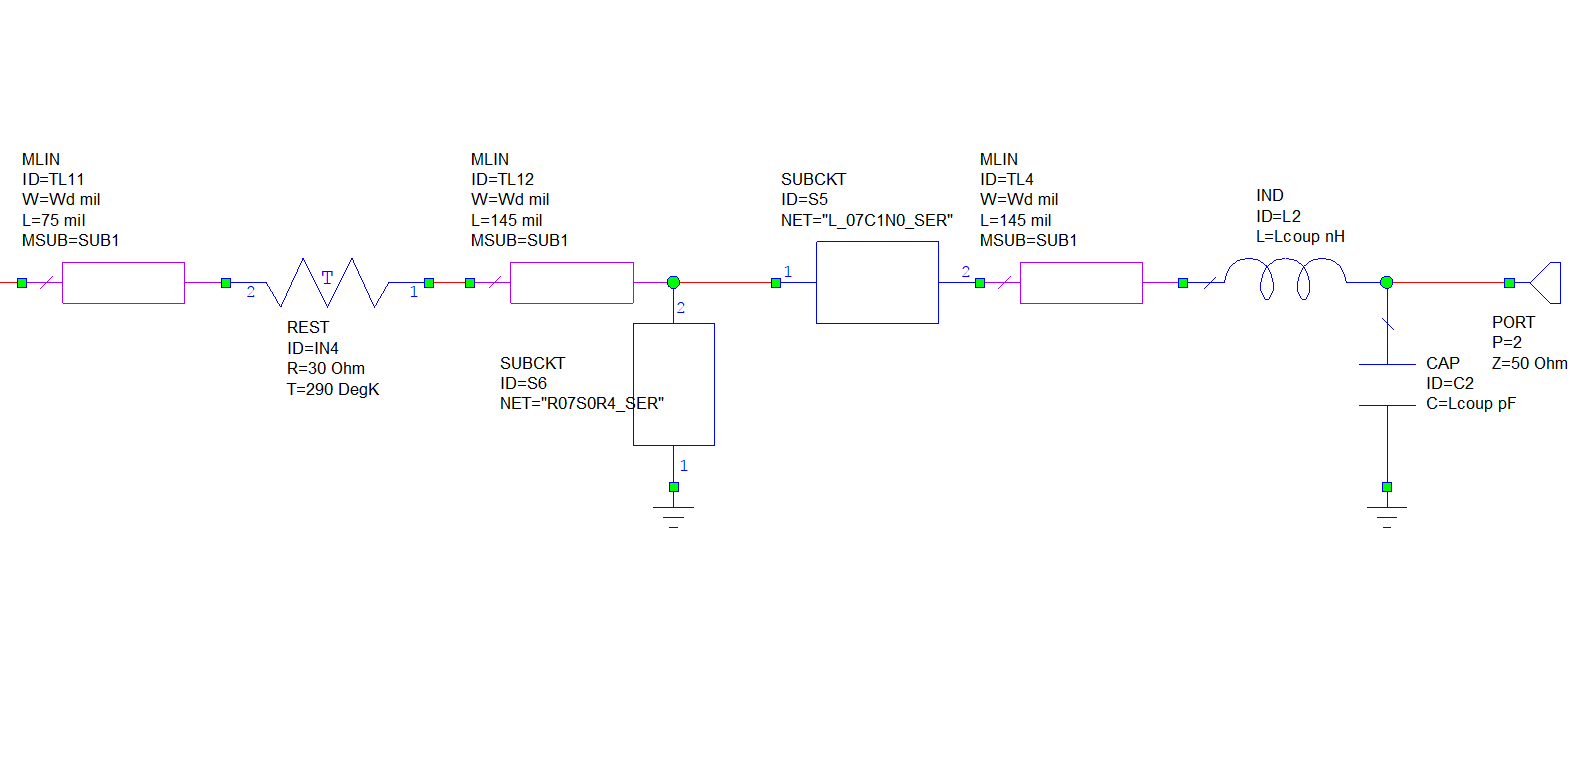 MLIN
ID=TL11
W=Wd mil
L=75 mil
MSUB=SUB1
2
T
1
REST
ID=IN4
R=30 Ohm
T=290 DegK
MLIN
ID=TL12
W=Wd mil
L=145 mil
MSUB=SUB1
2
SUBCKT
ID=S6
NET="R07S0R4_SER"
1
SUBCKT
ID=S5
NET="L_07C1N0_SER"
1
2
MLIN
ID=TL4
W=Wd mil
L=145 mil
MSUB=SUB1
IND
ID=L2
L=Lcoup nH
CAP
ID=C2
C=Lcoup pF
PORT
P=2
Z=50 Ohm